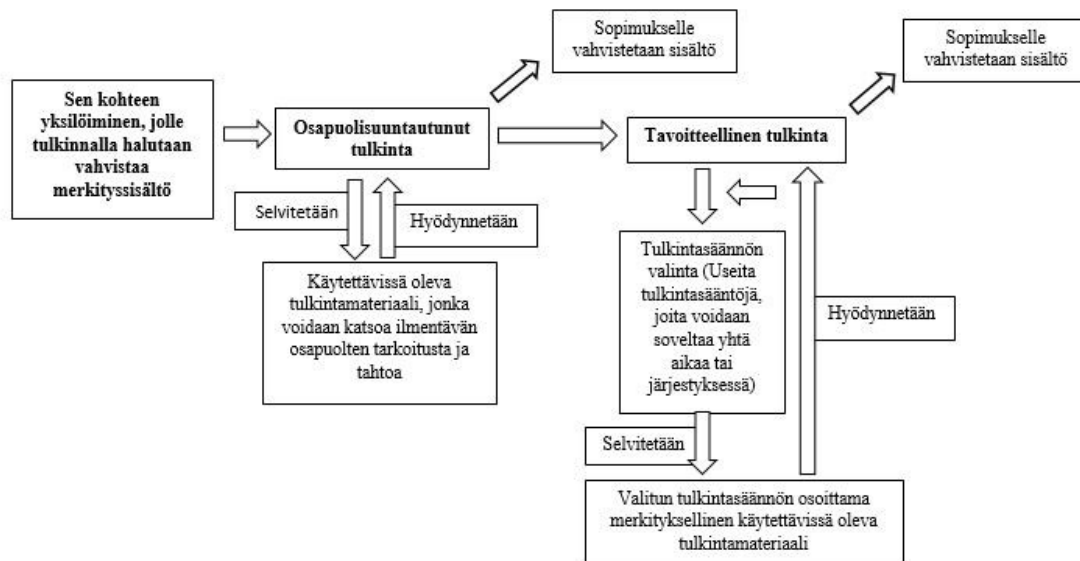 Sopimukselle
vahvistetaan sisältö
Sopimukselle
vahvistetaan sisältö
Sen kohteen
yksilöiminen, jolle
tulkinnalla halutaan
vahvistaa
merkityssisältö
Osapuolisuuntautunut
tulkinta
Tavoitteellinen tulkinta
Selvitetään
Hyödynnetään
Käytettävissä oleva
tulkintamateriaali, jonka
voidaan katsoa ilmentävän
osapuolten tarkoitusta ja
tahtoa
Tulkintasäännön
valinta (Useita
tulkintasääntöjä,
joita voidaan
soveltaa yhtä
aikaa tai
järjestyksessä)
Hyödynnetään
Selvitetään
Valitun tulkintasäännön osoittama
merkityksellinen käytettävissä oleva
tulkintamateriaali